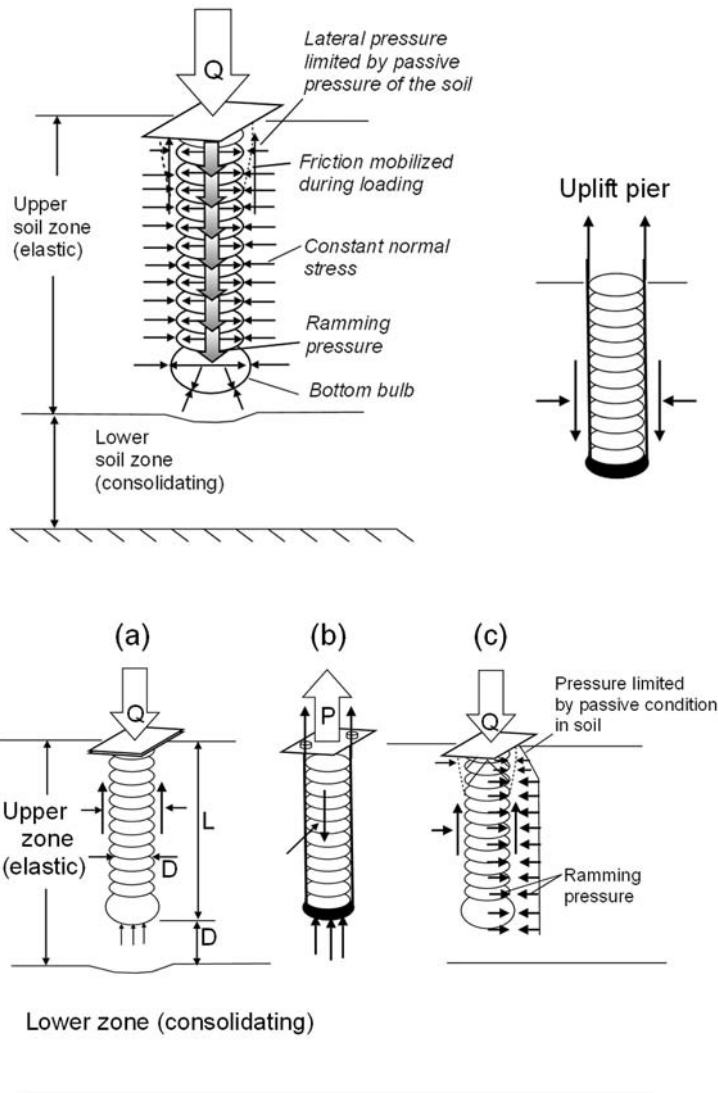 Q
Lateral pressure
limited by passive
pressure of the soil
Friction mobilized
during loading
Upper
soil zone
(elastic)
Constant normal
stress
Ramming
pressure
Bottom bulb
Lower
soil zone
(consolidating)
Uplift pier
(a)
(b)
(c)
Q
P
Q
Pressure limited
by passive condition
in soil
Upper
zone
(elastic)
L
D
D
Ramming
pressure
Lower zone (consolidating)